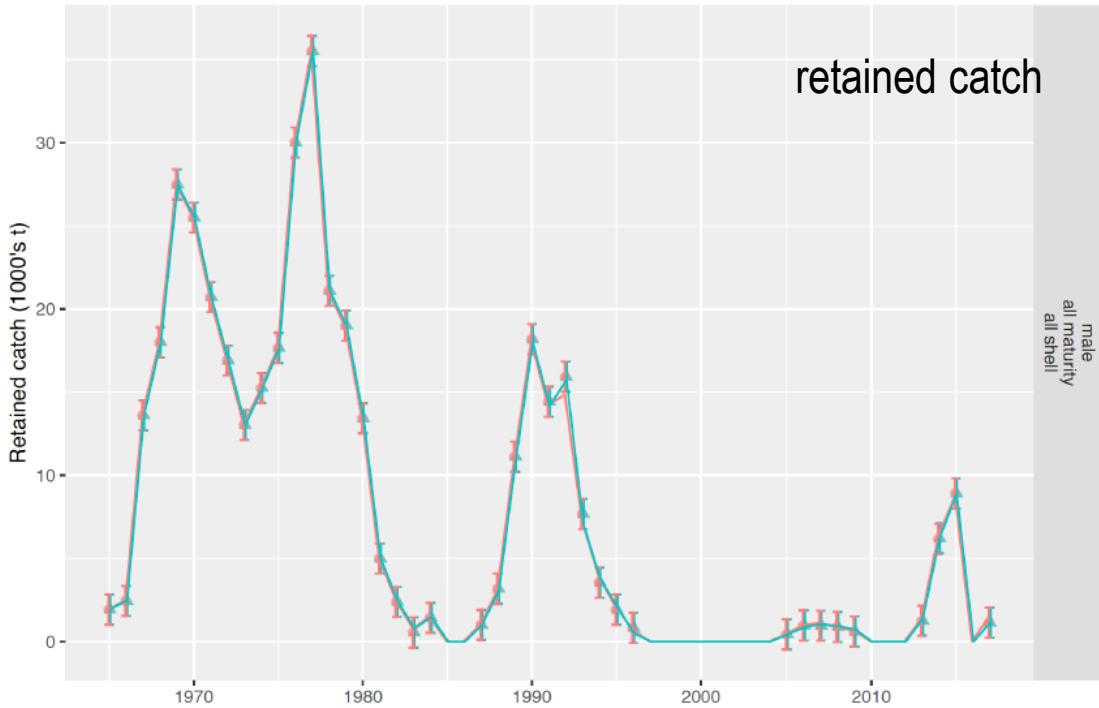 retained catch
Retained catch (1000's t)
30
20
10
0
1970 1980 1990 2000 2010
male
all maturity
all shell